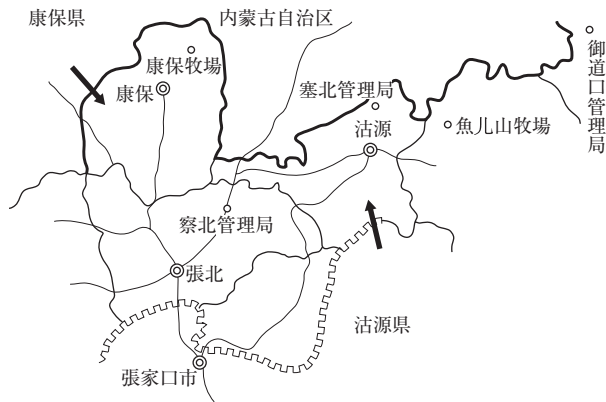 康保県
内蒙古自治区
御道口管理局
康保牧場
康保
塞北管理局
沽源
魚儿山牧場
察北管理局
張北
沽源県
張家口市